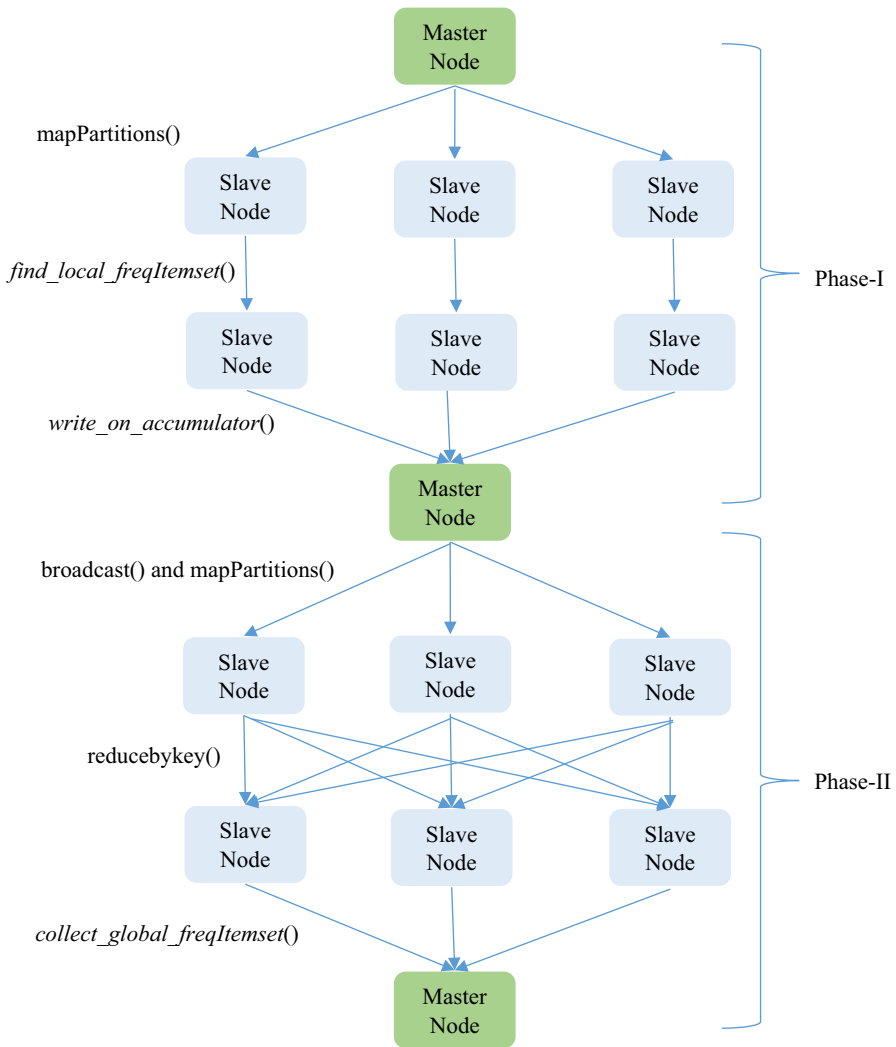 Master
Node
mapPartitions()
Slave
Node
Slave
Node
Slave
Node
find_local_freqItemset()
Phase-I
Slave
Node
Slave
Node
Slave
Node
write_on_accumulator()
Master
Node
broadcast() and mapPartitions()
Slave
Node
Slave
Node
Slave
Node
reducebykey()
Phase-II
Slave
Node
Slave
Node
Slave
Node
collect_global_freqItemset()
Master
Node